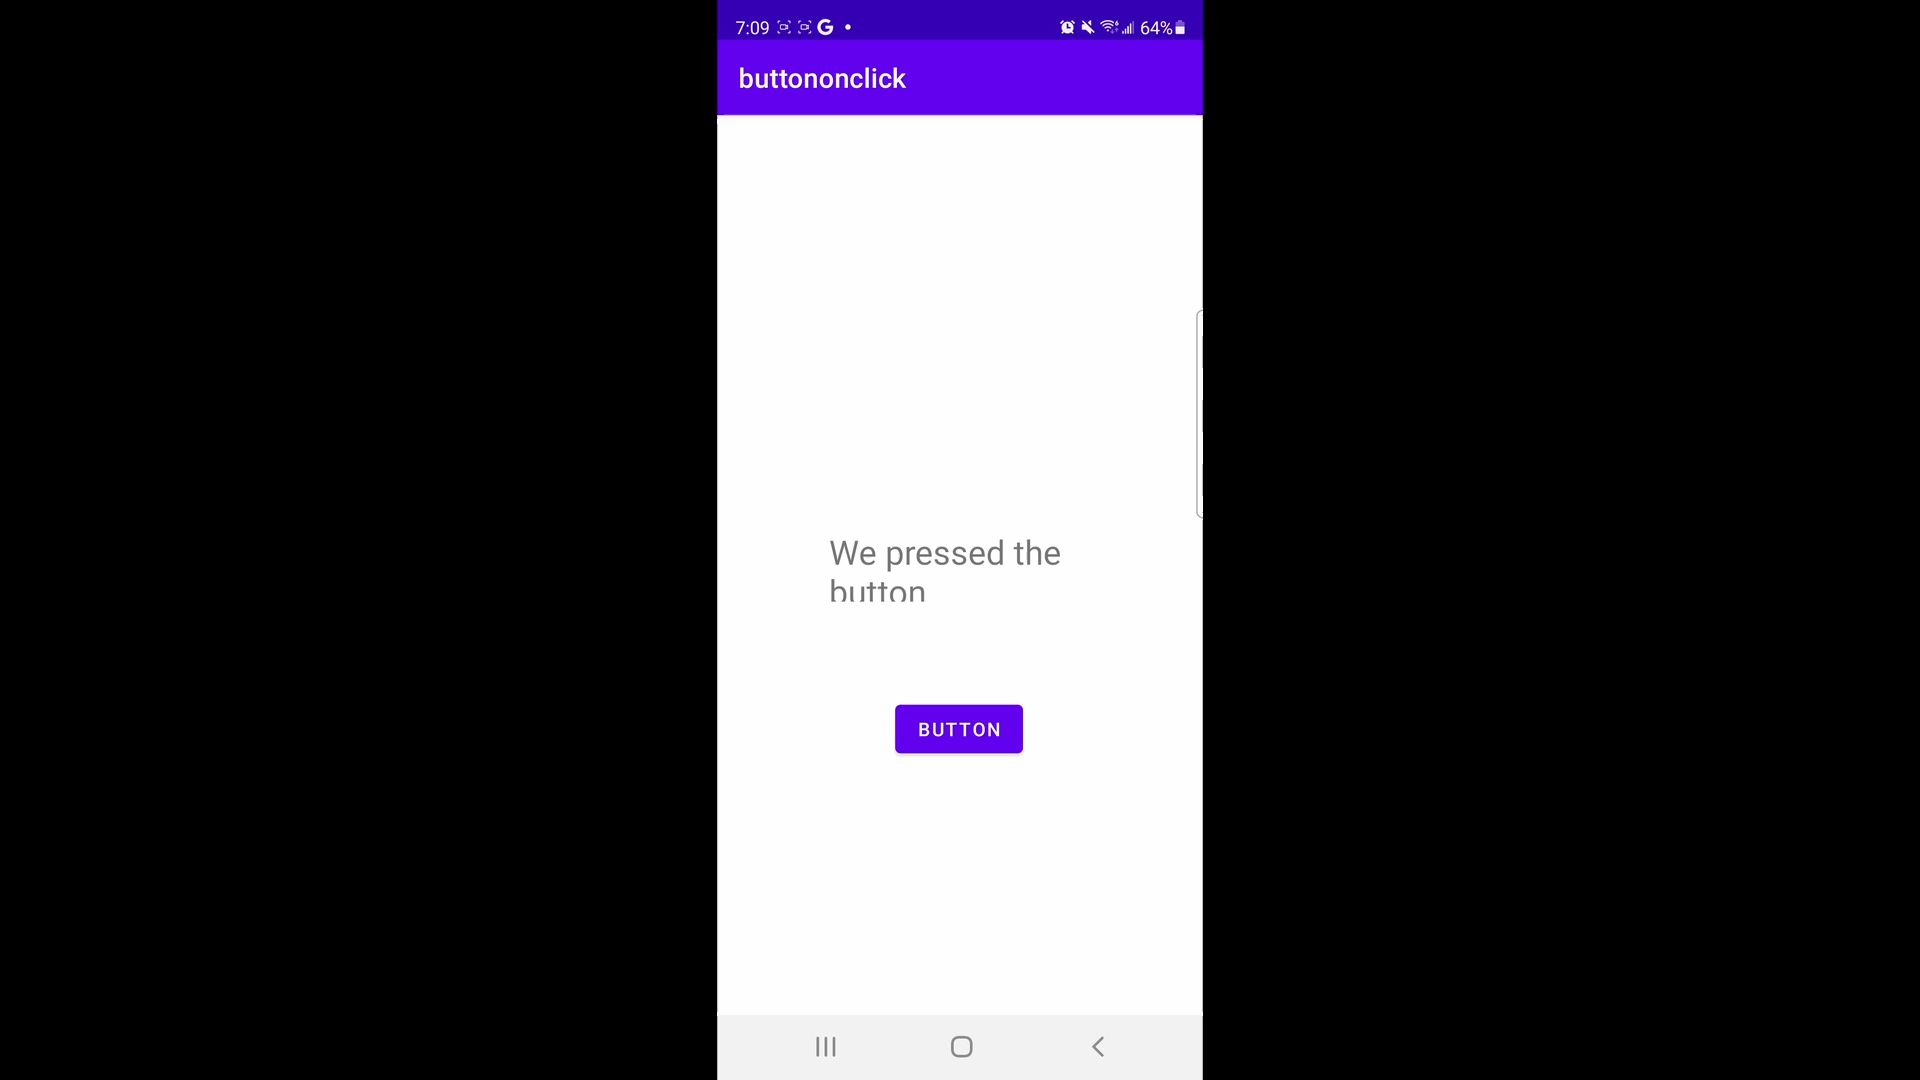 7:09 G 64%
buttononclick
We pressed the
button
BUTTON